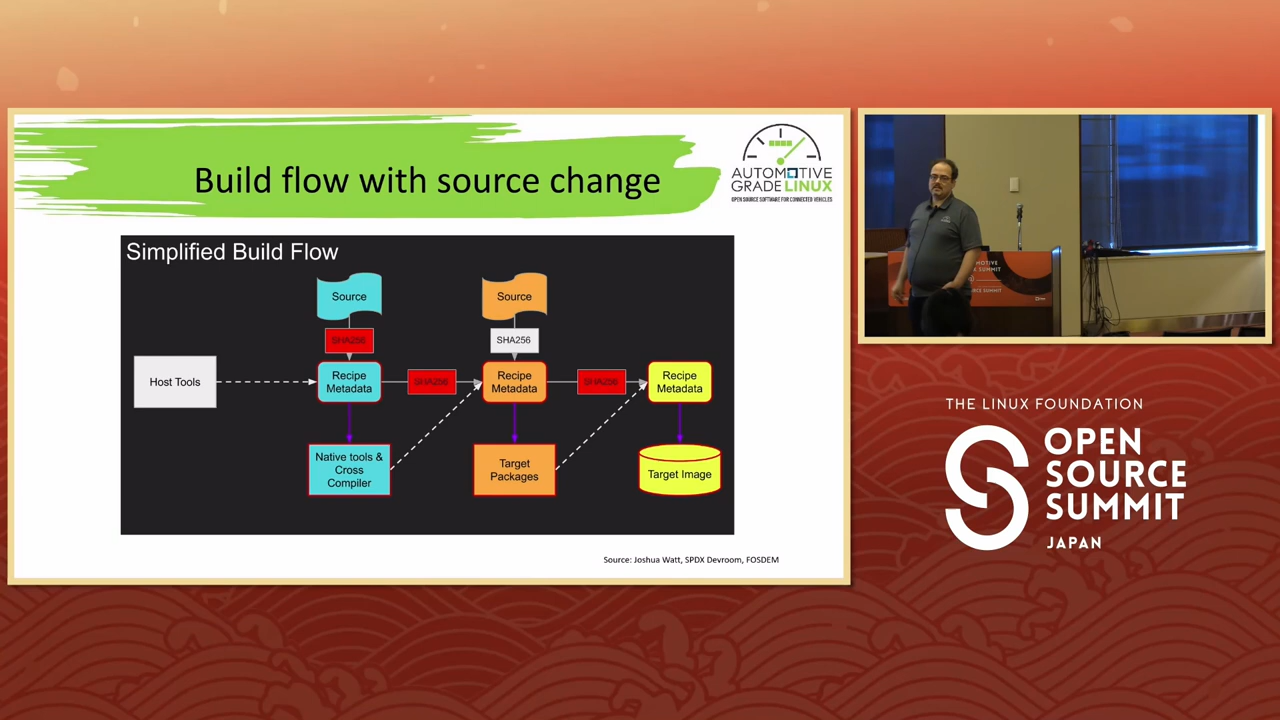 Build flow with source change
AUTOMOTIVE
GRADE LINUX
OPEN SOURCE SOFTWARE FOR CONNECTED VEHICLES
Simplified Build Flow
Source
Source
SHA256
SHA256
Host Tools
Recipe
Metadata
SHA256
Recipe
Metadata
SHA256
Recipe
Metadata
Native tools &
Cross
Compiler
Target
Packages
Target Image
Source: Joshua Watt, SPDX Devroom, FOSDEM
THE LINUX FOUNDATION
OPEN
SOURCE
SUMMIT
JAPAN